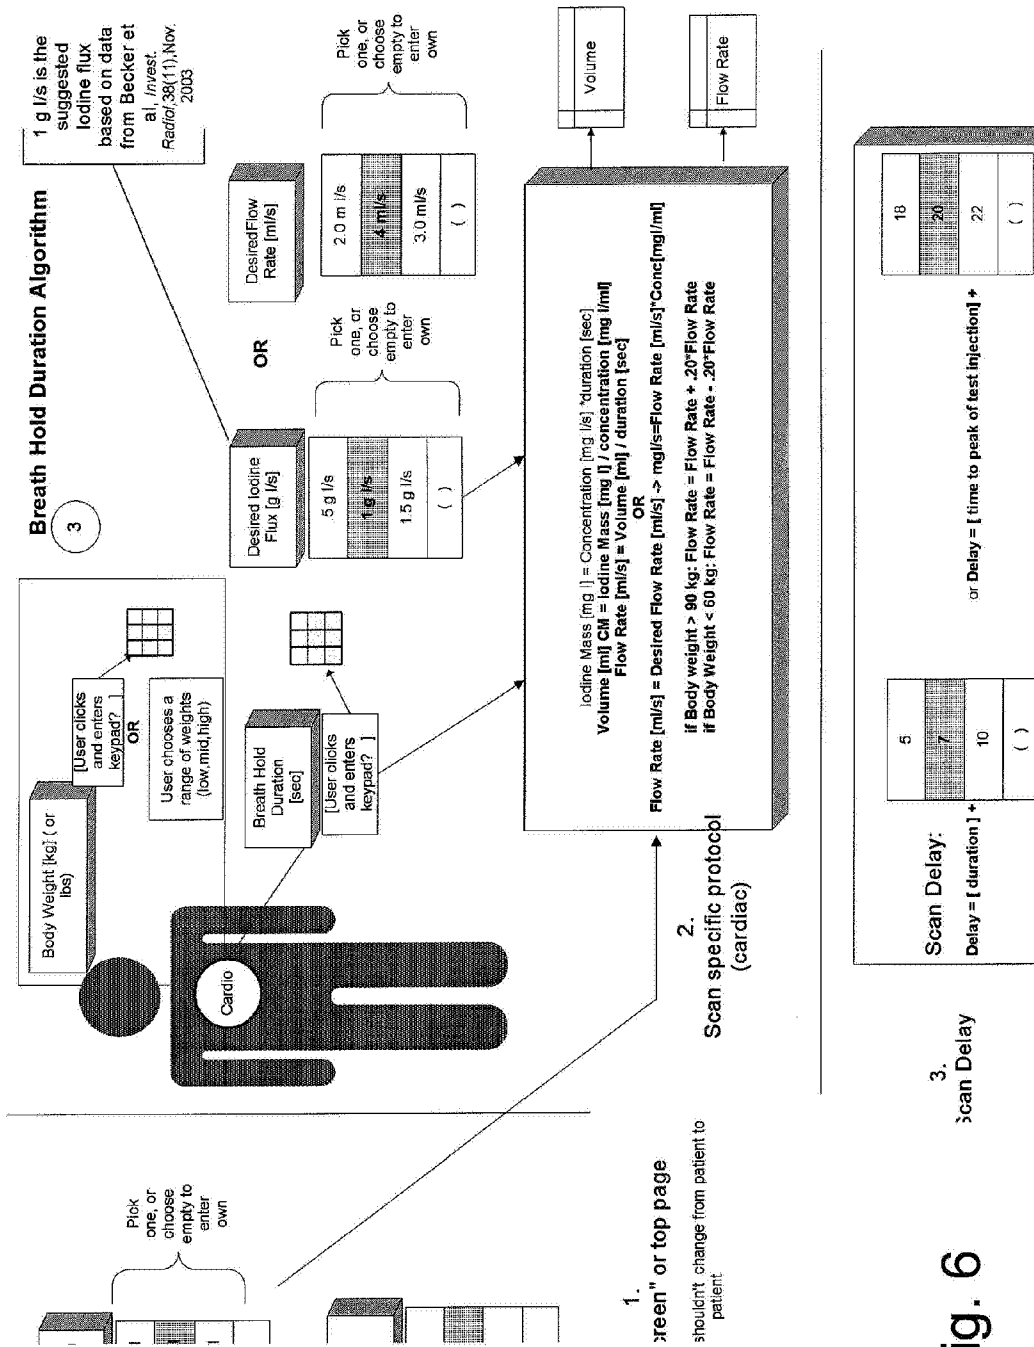 Breath Hold Duration Algorithm
3
1 g I/s is the
suggested
Iodine flux
based on data
from Becker et
al, Invest.
Radiol,38(11),Nov.
2003
Body Weight [kg] ( or
lbs)
[User clicks
and enters
keypad? ]
OR
User chooses a
range of weights
(low,mid,high)
Cardio
Breath Hold
Duration
[sec]
[User clicks
and enters
keypad? ]
Desired Iodine
Flux [g I/s]
.5 g I/s
1 g I/s
1.5 g I/s
( )
Pick
one, or
choose
empty to
enter
own
OR
DesiredFlow
Rate [ml/s]
2.0 m l/s
4 ml/s
3.0 ml/s
( )
Pick
one, or
choose
empty to
enter
own
Pick
one, or
choose
empty to
enter
own
Iodine Mass [mg I] = Concentration [mg I/s] *duration [sec]
Volume [ml] CM = Iodine Mass [mg I] / concentration [mg I/ml]
Flow Rate [ml/s] = Volume [ml] / duration [sec]
OR
Flow Rate [ml/s] = Desired Flow Rate [ml/s] -> mgI/s=Flow Rate [ml/s]*Conc[mgI/ml]
if Body weight > 90 kg: Flow Rate = Flow Rate + .20*Flow Rate
if Body Weight < 60 kg: Flow Rate = Flow Rate - .20*Flow Rate
Volume
Flow Rate
1.
creen" or top page
shouldn't change from patient to
patient
2.
Scan specific protocol
(cardiac)
3.
Scan Delay
Scan Delay:
Delay = [ duration ] +
5
7
10
( )
or Delay = [ time to peak of test injection] +
18
20
22
( )
ig. 6